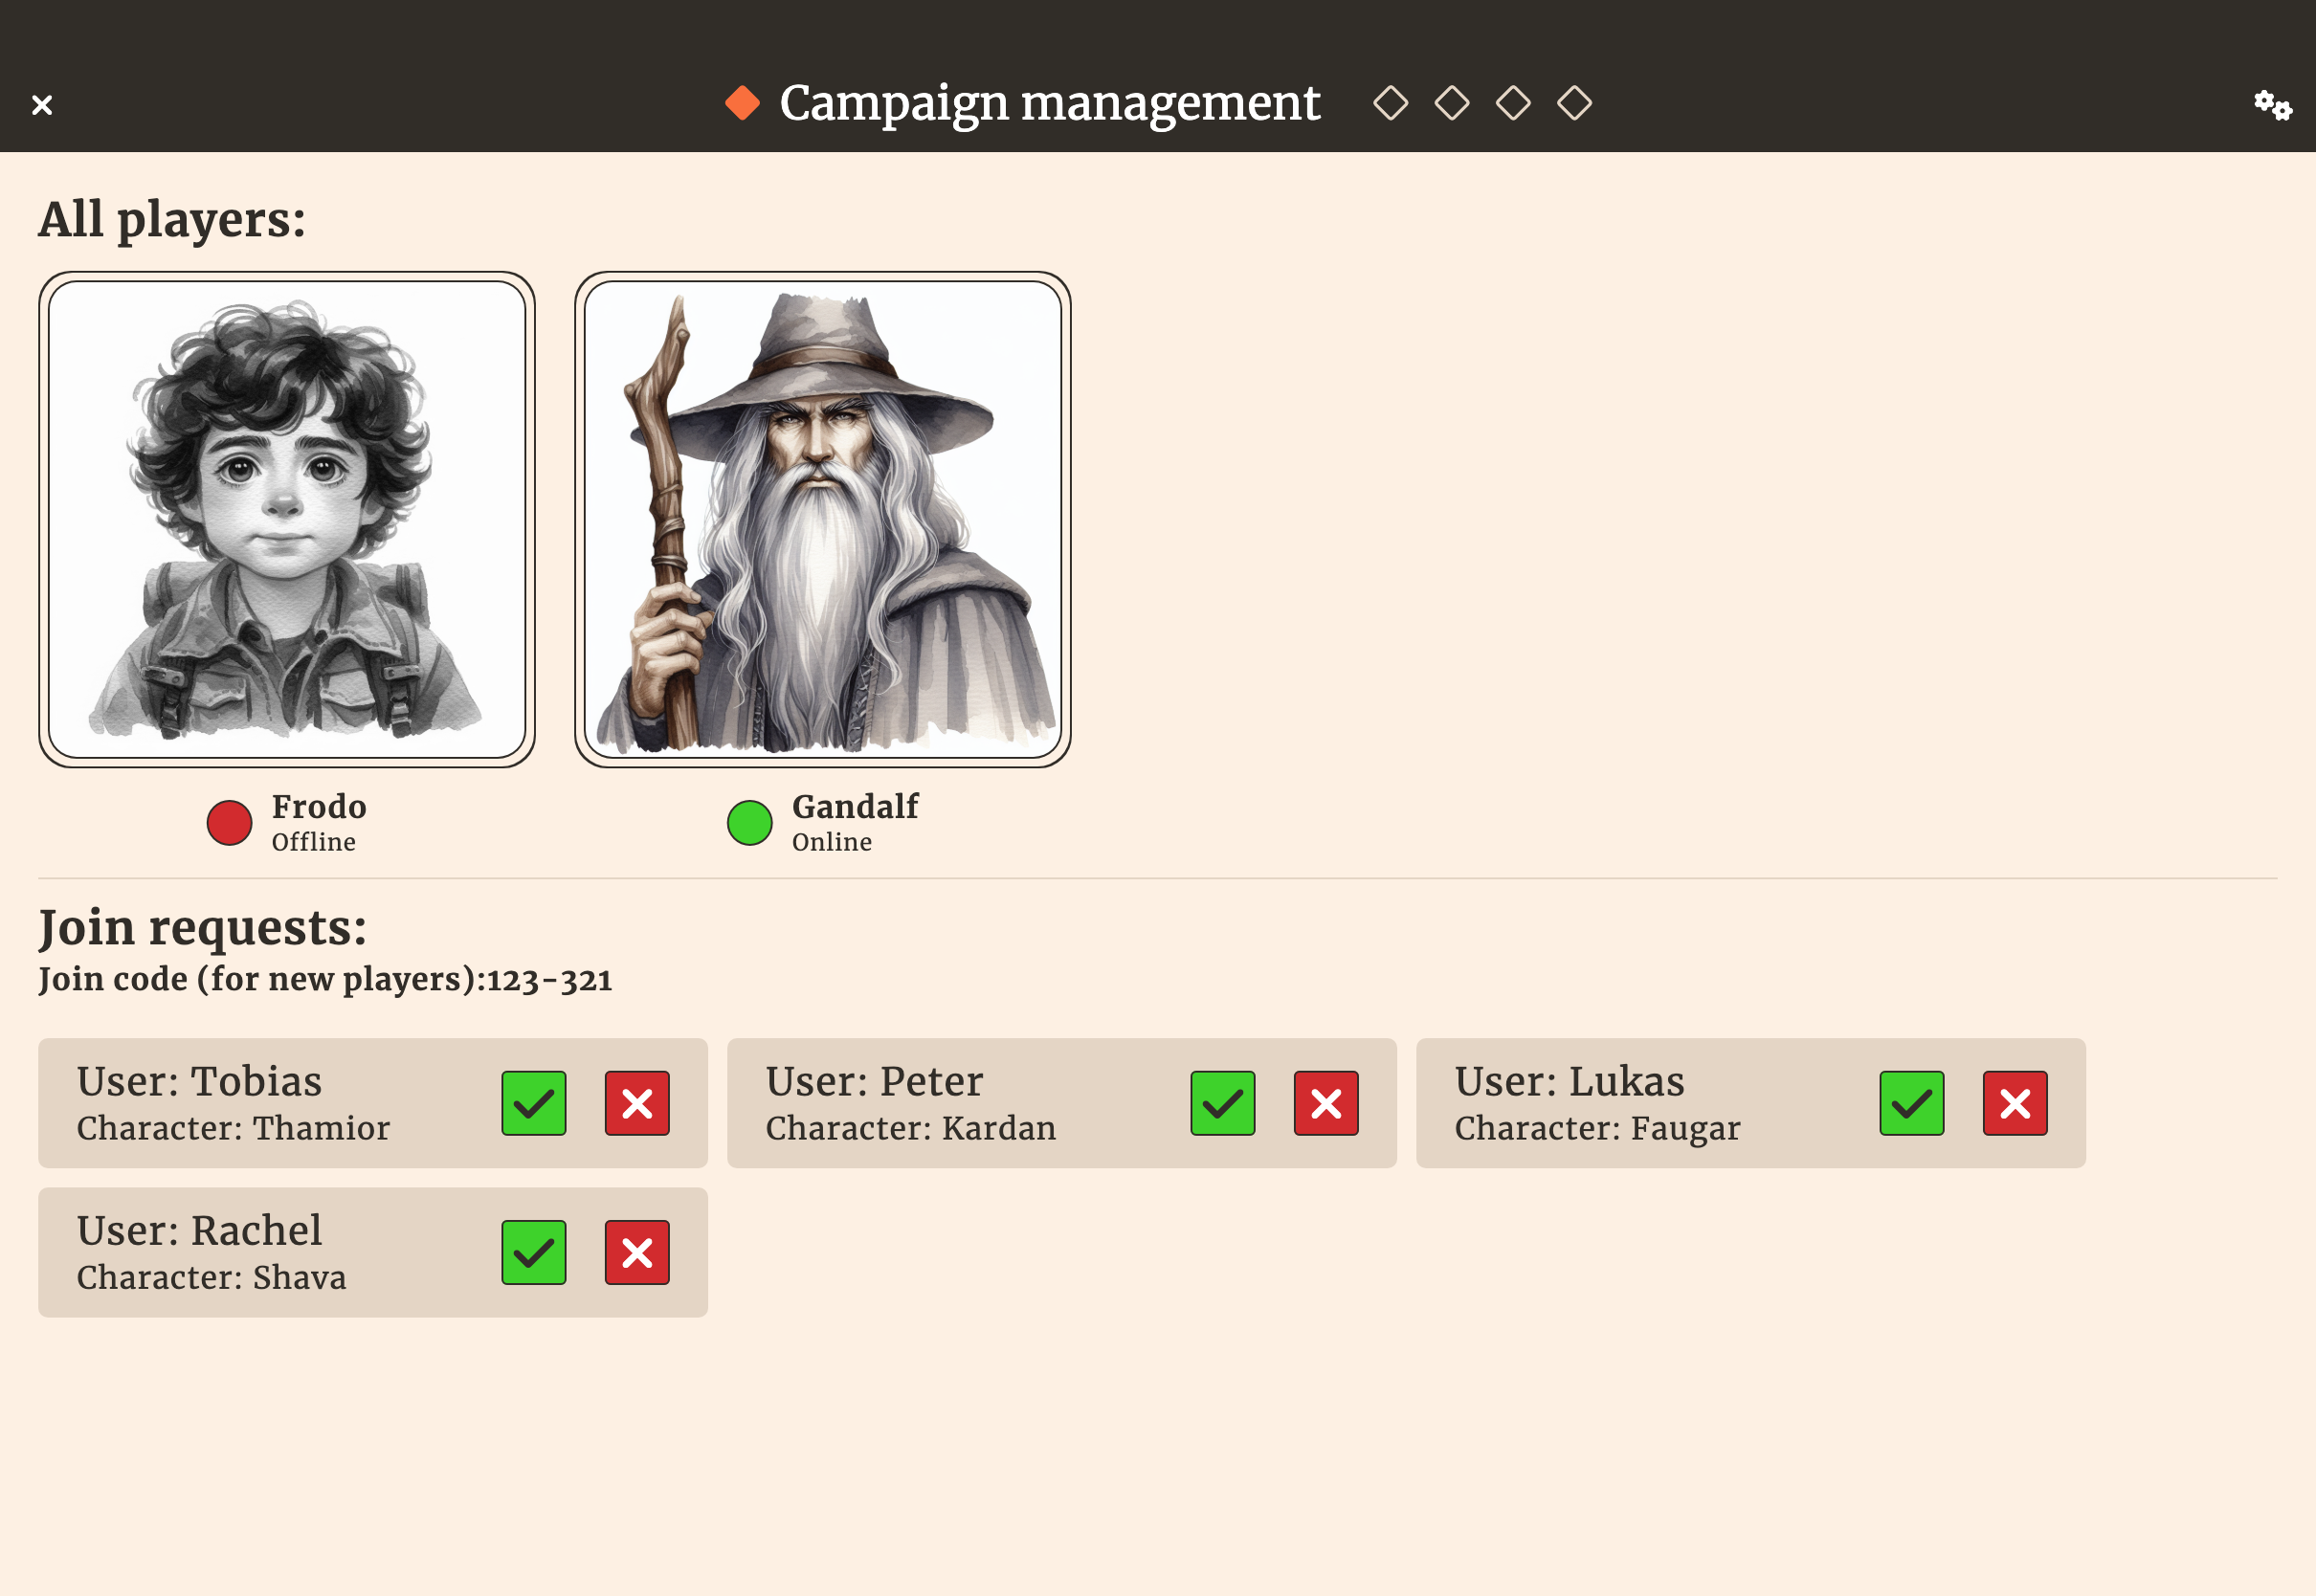 Campaign management
All players:
Frodo
Offline
Gandalf
Online
Join requests:
Join code (for new players):123-321
User: Tobias
Character: Thamior
User: Peter
Character: Kardan
User: Lukas
Character: Faugar
User: Rachel
Character: Shava